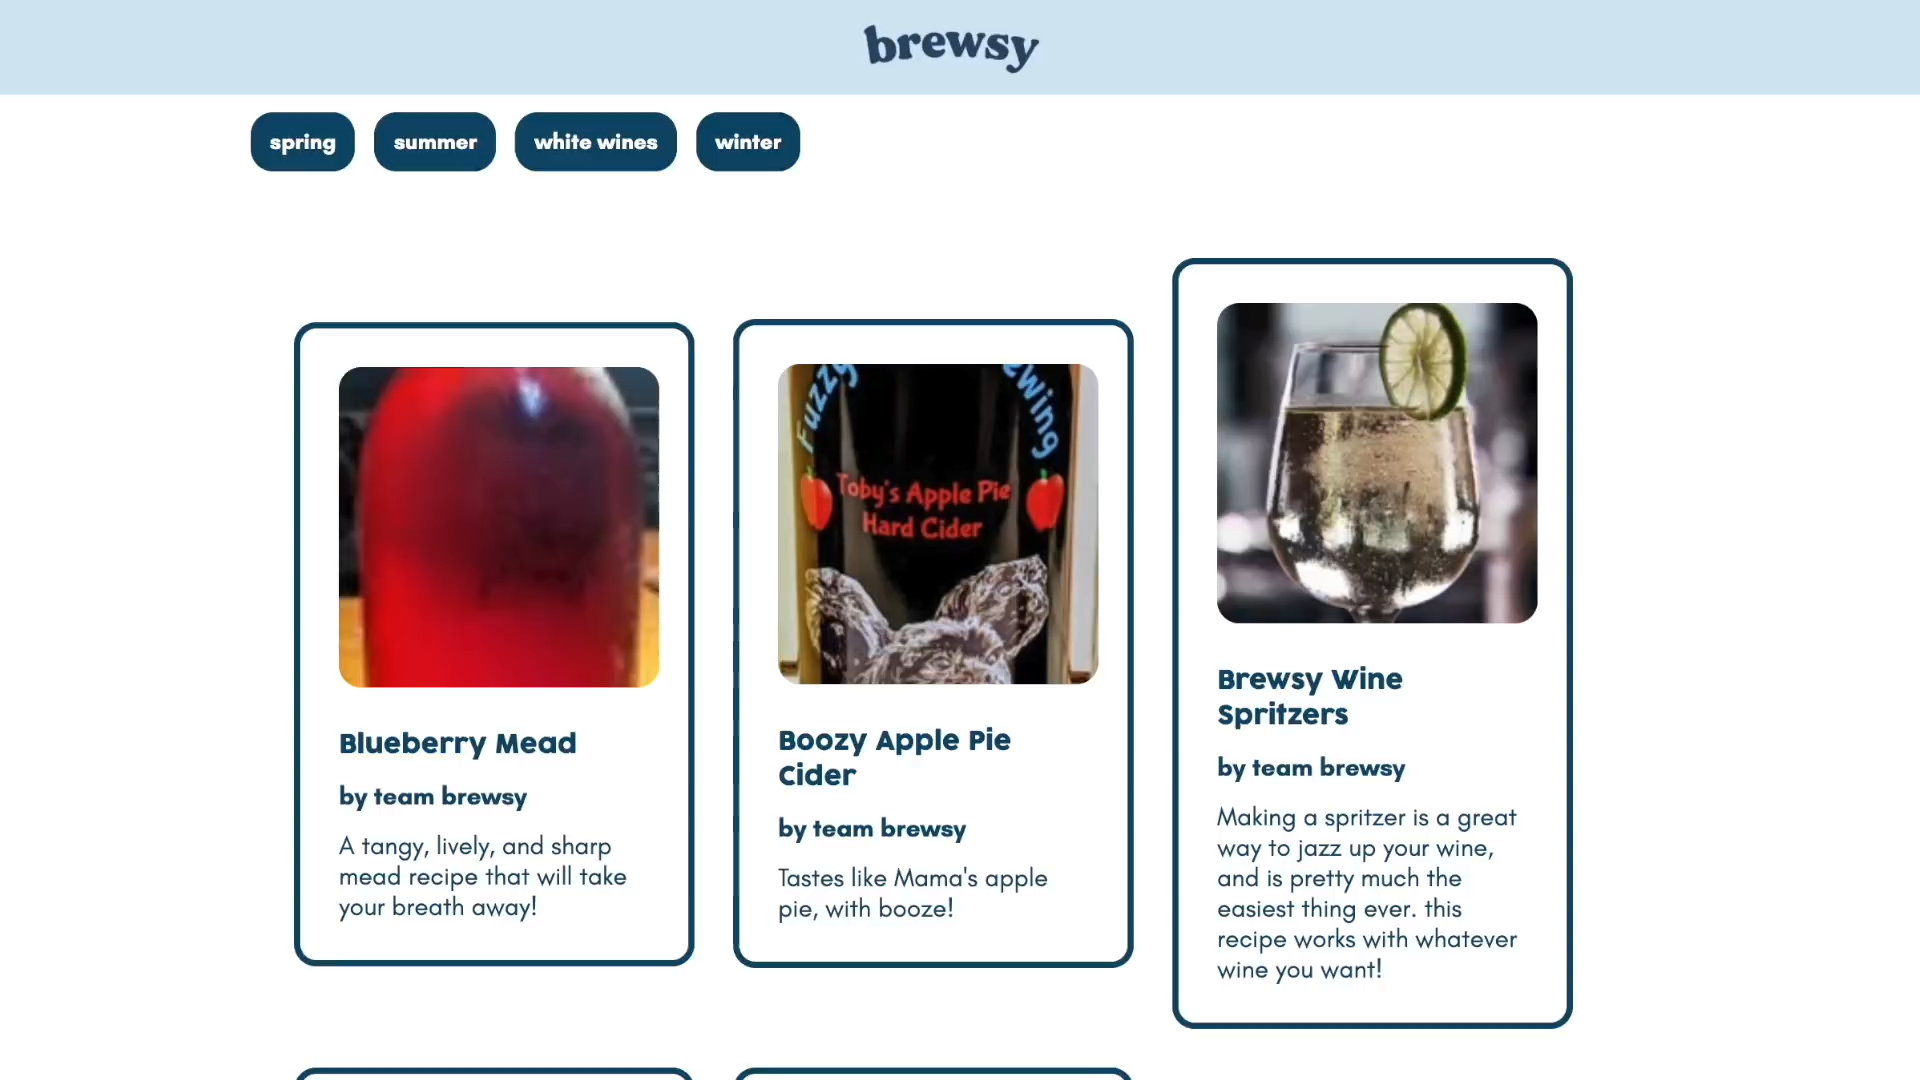 brewsy
spring
summer
white wines
winter
Fuzzy
ewing
Toby's Apple Pie
Hard Cider
Blueberry Mead
by team brewsy
A tangy, lively, and sharp
mead recipe that will take
your breath away!
Boozy Apple Pie
Cider
by team brewsy
Tastes like Mama's apple
pie, with booze!
Brewsy Wine
Spritzers
by team brewsy
Making a spritzer is a great
way to jazz up your wine,
and is pretty much the
easiest thing ever. this
recipe works with whatever
wine you want!